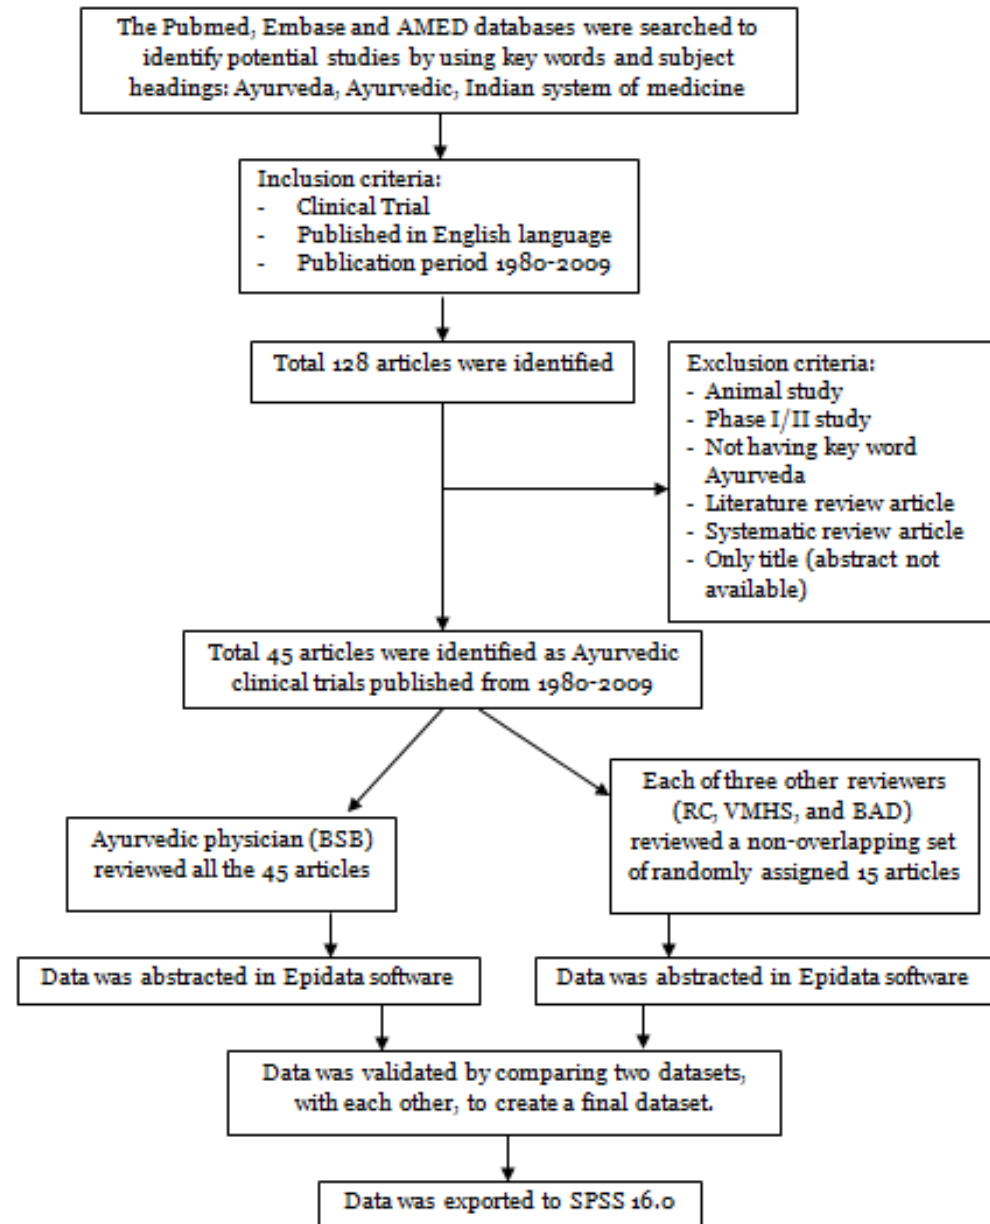 The Pubmed, Embase and AMED databases were searched to
identify potential studies by using key words and subject
headings: Ayurveda, Ayurvedic, Indian system of medicine
Inclusion criteria:
- Clinical Trial
- Published in English language
- Publication period 1980-2009
Total 128 articles were identified
Exclusion criteria:
- Animal study
- Phase I/II study
- Not having key word
Ayurveda
- Literature review article
- Systematic review article
- Only title (abstract not
available)
Total 45 articles were identified as Ayurvedic
clinical trials published from 1980-2009
Ayurvedic physician (BSB)
reviewed all the 45 articles
Each of three other reviewers
(RC, VMHS, and BAD)
reviewed a non-overlapping set
of randomly assigned 15 articles
Data was abstracted in Epidata software
Data was abstracted in Epidata software
Data was validated by comparing two datasets,
with each other, to create a final dataset.
Data was exported to SPSS 16.0